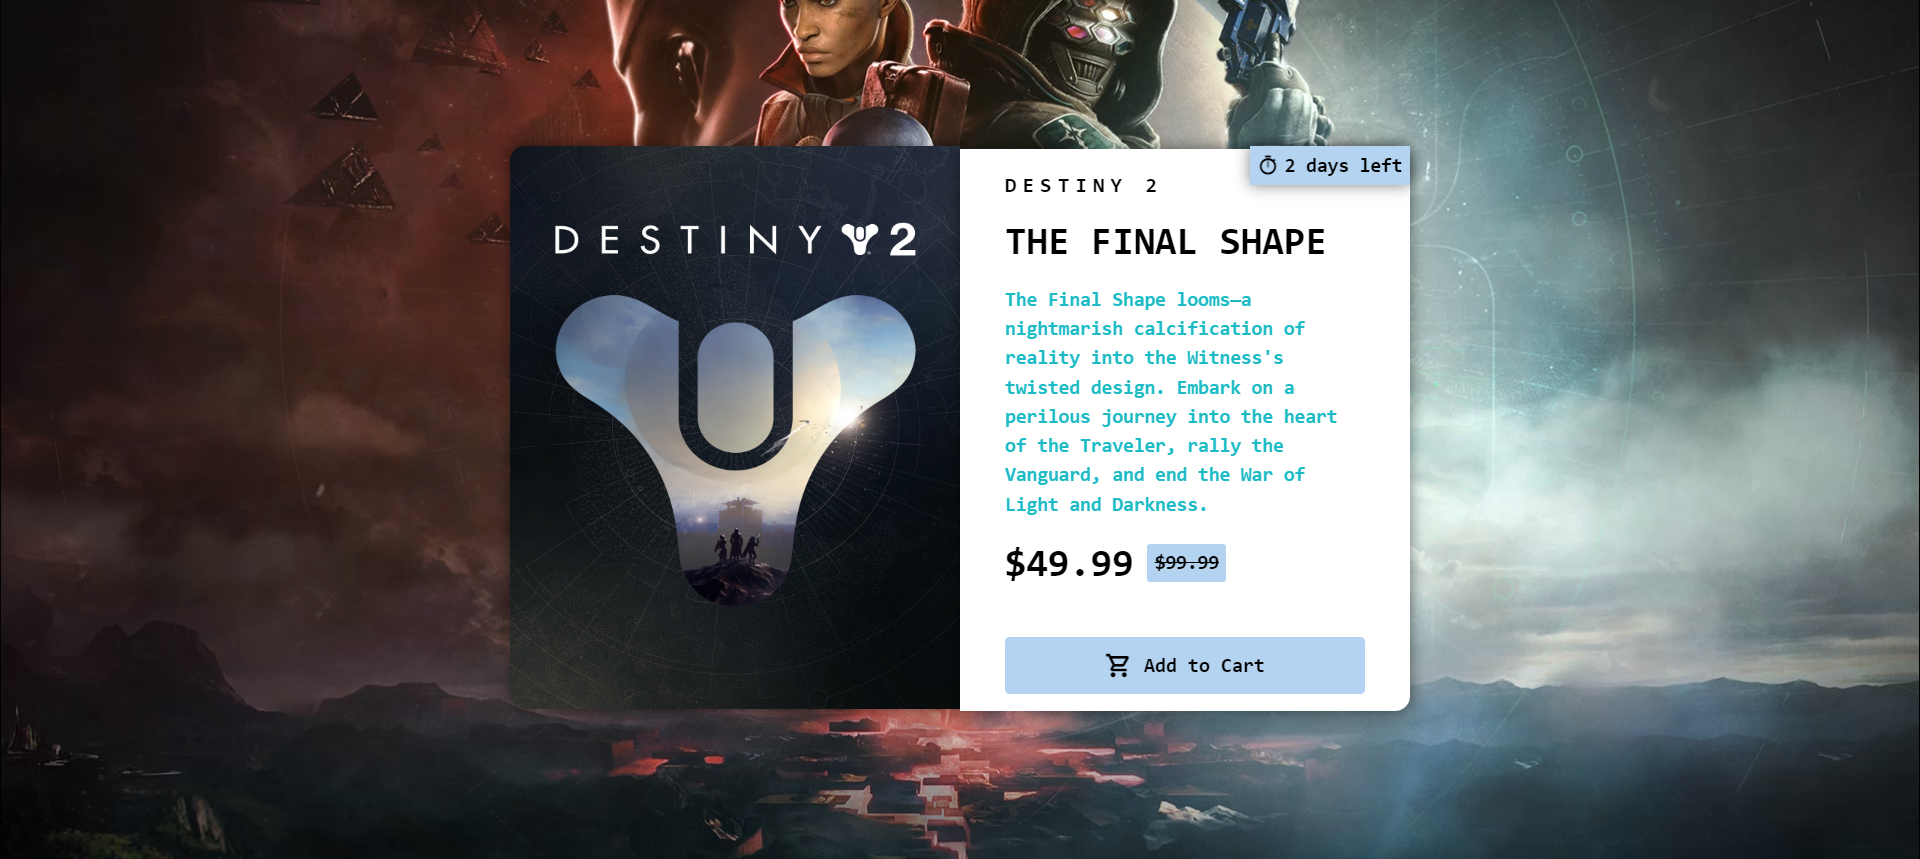 DESTINY 2
2 days left
DESTINY 2
THE FINAL SHAPE
The Final Shape looms—a
nightmarish calcification of
reality into the Witness's
twisted design. Embark on a
perilous journey into the heart
of the Traveler, rally the
Vanguard, and end the War of
Light and Darkness.
$49.99 $99.99
Add to Cart